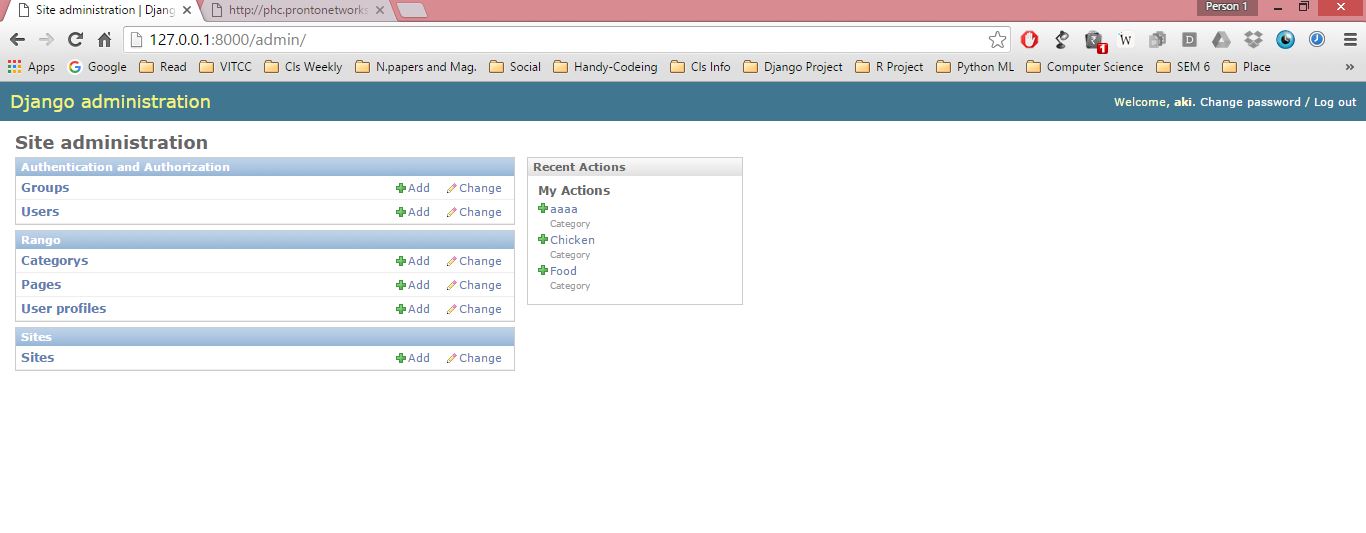 Site administration | Djang
http://phc.prontonetworks
Person 1
127.0.0.1:8000/admin/
Apps Google Read VITCC Cls Weekly N.papers and Mag. Social Handy-Codeing Cls Info Django Project R Project Python ML Computer Science SEM 6 Place »
Django administration
Welcome, aki. Change password / Log out
Site administration
Authentication and Authorization
Groups Add Change
Users Add Change
Rango
Categorys Add Change
Pages Add Change
User profiles Add Change
Sites
Sites Add Change
Recent Actions
My Actions
aaaa
Category
Chicken
Category
Food
Category